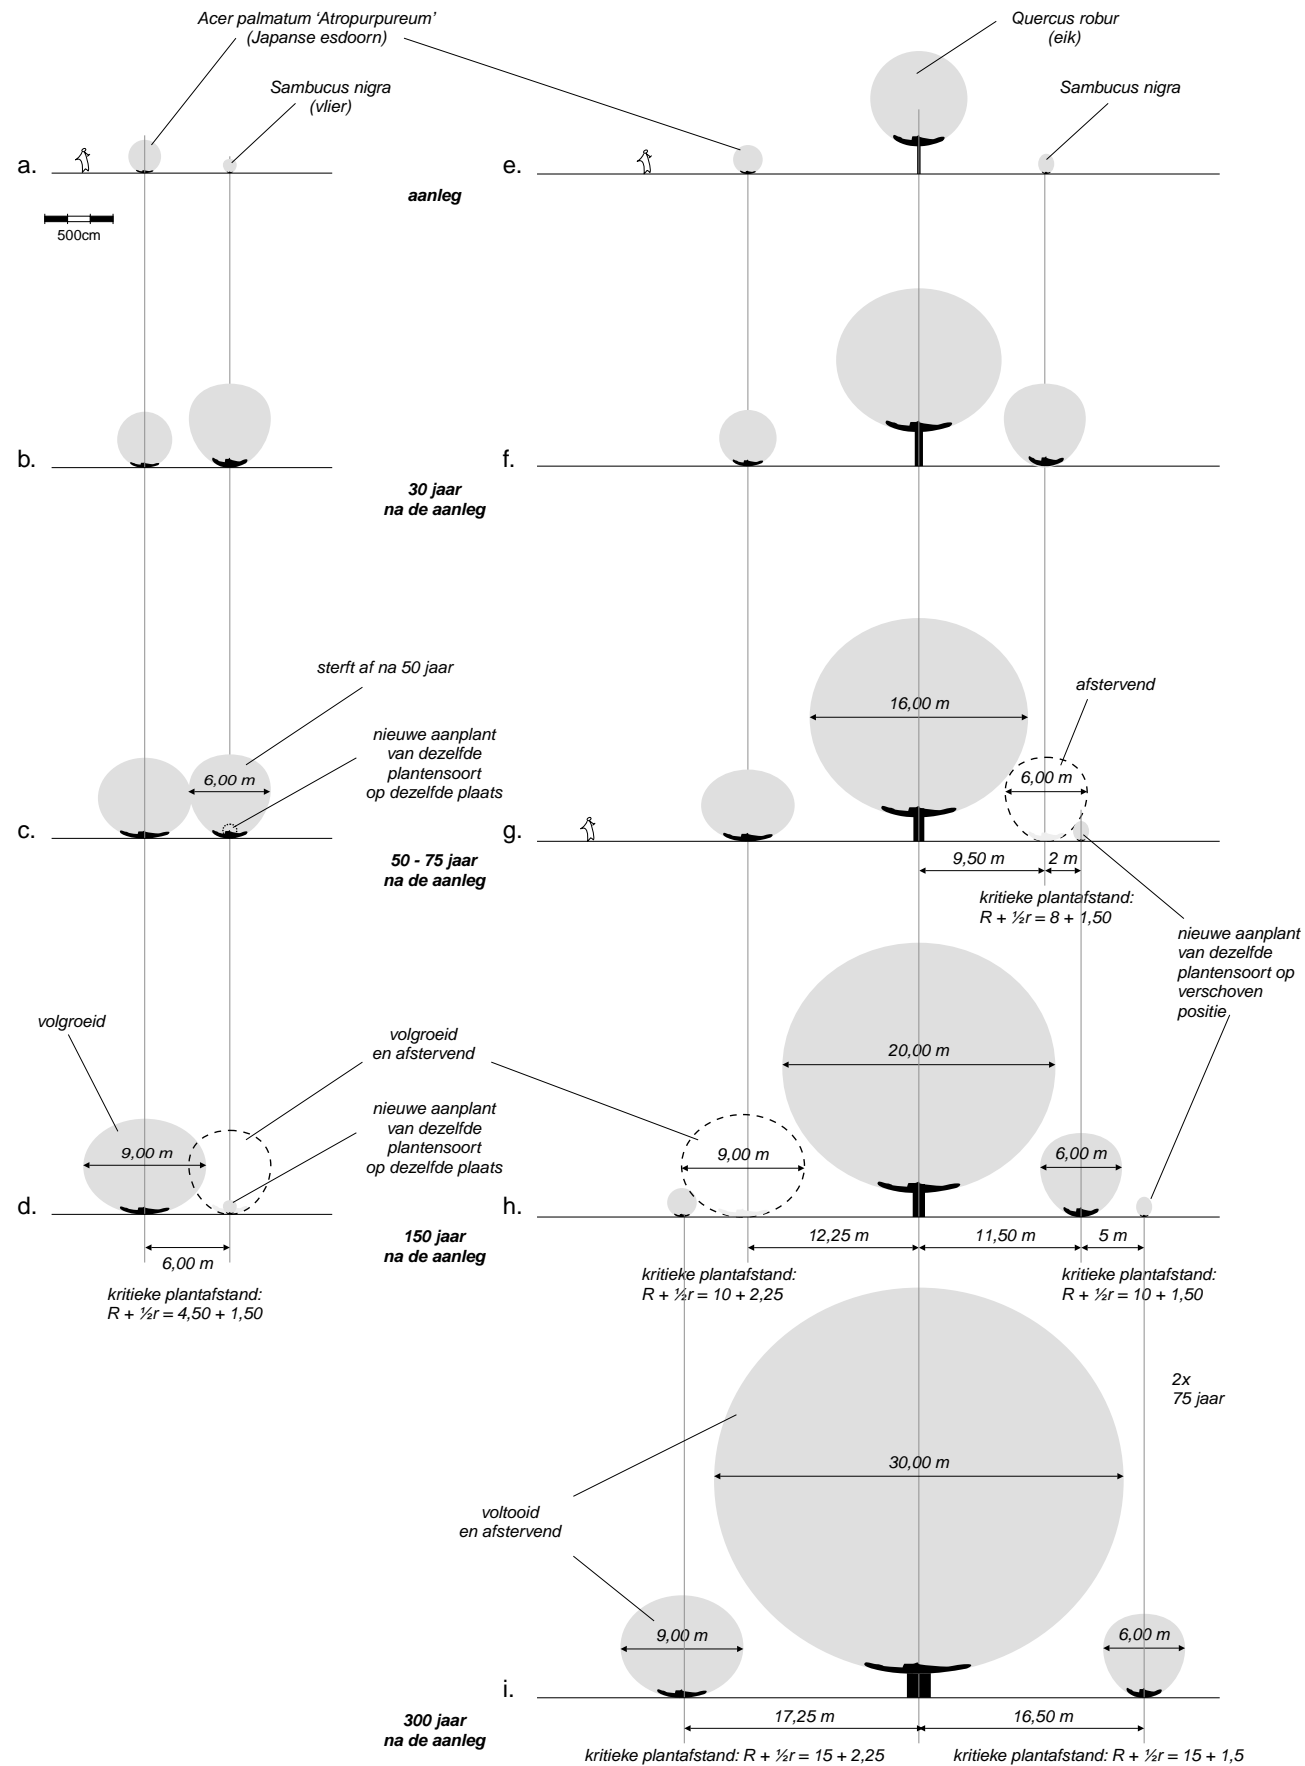 Acer palmatum ‘Atropurpureum’
(Japanse esdoorn)
Quercus robur
(eik)
Sambucus nigra
(vlier)
Sambucus nigra
a.
e.
aanleg
500cm
b.
f.
30 jaar
na de aanleg
sterft af na 50 jaar
afstervend
16,00 m
nieuwe aanplant
van dezelfde
plantensoort
op dezelfde plaats
6,00 m
6,00 m
c.
g.
50 - 75 jaar
na de aanleg
9,50 m
2 m
kritieke plantafstand:
R + ½r = 8 + 1,50
nieuwe aanplant
van dezelfde
plantensoort op
verschoven
positie
volgroeid
volgroeid
en afstervend
20,00 m
nieuwe aanplant
van dezelfde
plantensoort
op dezelfde plaats
9,00 m
9,00 m
6,00 m
d.
h.
150 jaar
na de aanleg
6,00 m
12,25 m
11,50 m
5 m
kritieke plantafstand:
R + ½r = 4,50 + 1,50
kritieke plantafstand:
R + ½r = 10 + 2,25
kritieke plantafstand:
R + ½r = 10 + 1,50
2x
75 jaar
30,00 m
voltooid
en afstervend
9,00 m
6,00 m
i.
300 jaar
na de aanleg
17,25 m
16,50 m
kritieke plantafstand: R + ½r = 15 + 2,25
kritieke plantafstand: R + ½r = 15 + 1,5